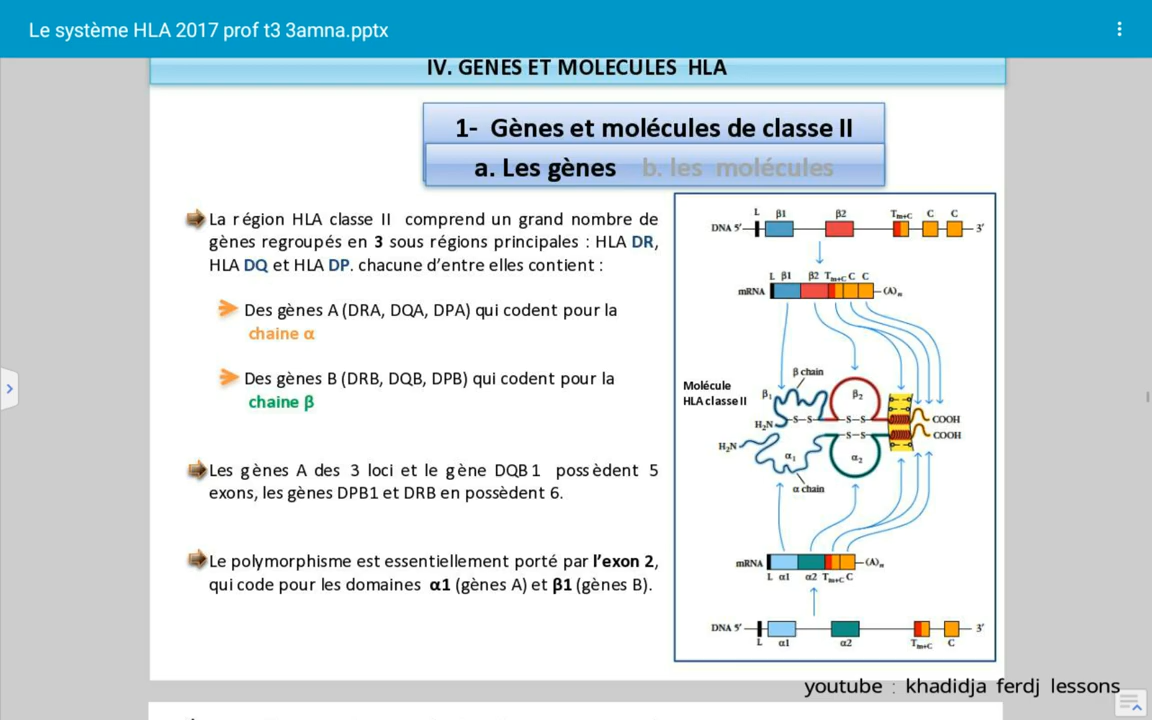 Le système HLA 2017 prof t3 3amna.pptx
IV. GENES ET MOLECULES HLA
1- Gènes et molécules de classe II
a. Les gènes b. les molécules
La région HLA classe II comprend un grand nombre de
gènes regroupés en 3 sous régions principales : HLA DR,
HLA DQ et HLA DP. chacune d'entre elles contient :
Des gènes A (DRA, DQA, DPA) qui codent pour la
chaine α
Des gènes B (DRB, DQB, DPB) qui codent pour la
chaine β
Les gènes A des 3 loci et le gène DQB1 possèdent 5
exons, les gènes DPB1 et DRB en possèdent 6.
Le polymorphisme est essentiellement porté par l'exon 2,
qui code pour les domaines α1 (gènes A) et β1 (gènes B).
L β1 β2 Tm+C C C
DNA 5′ 3′
L β1 β2 Tm+C C C
mRNA (A)n
β chain
Molécule
HLA classe II
β1 β2
H2N S—S S—S COOH
H2N S—S COOH
α1 α2
α chain
mRNA (A)n
L α1 α2 Tm+C C
DNA 5′ 3′
L α1 α2 Tm+C C
youtube : khadidja ferdj lessons